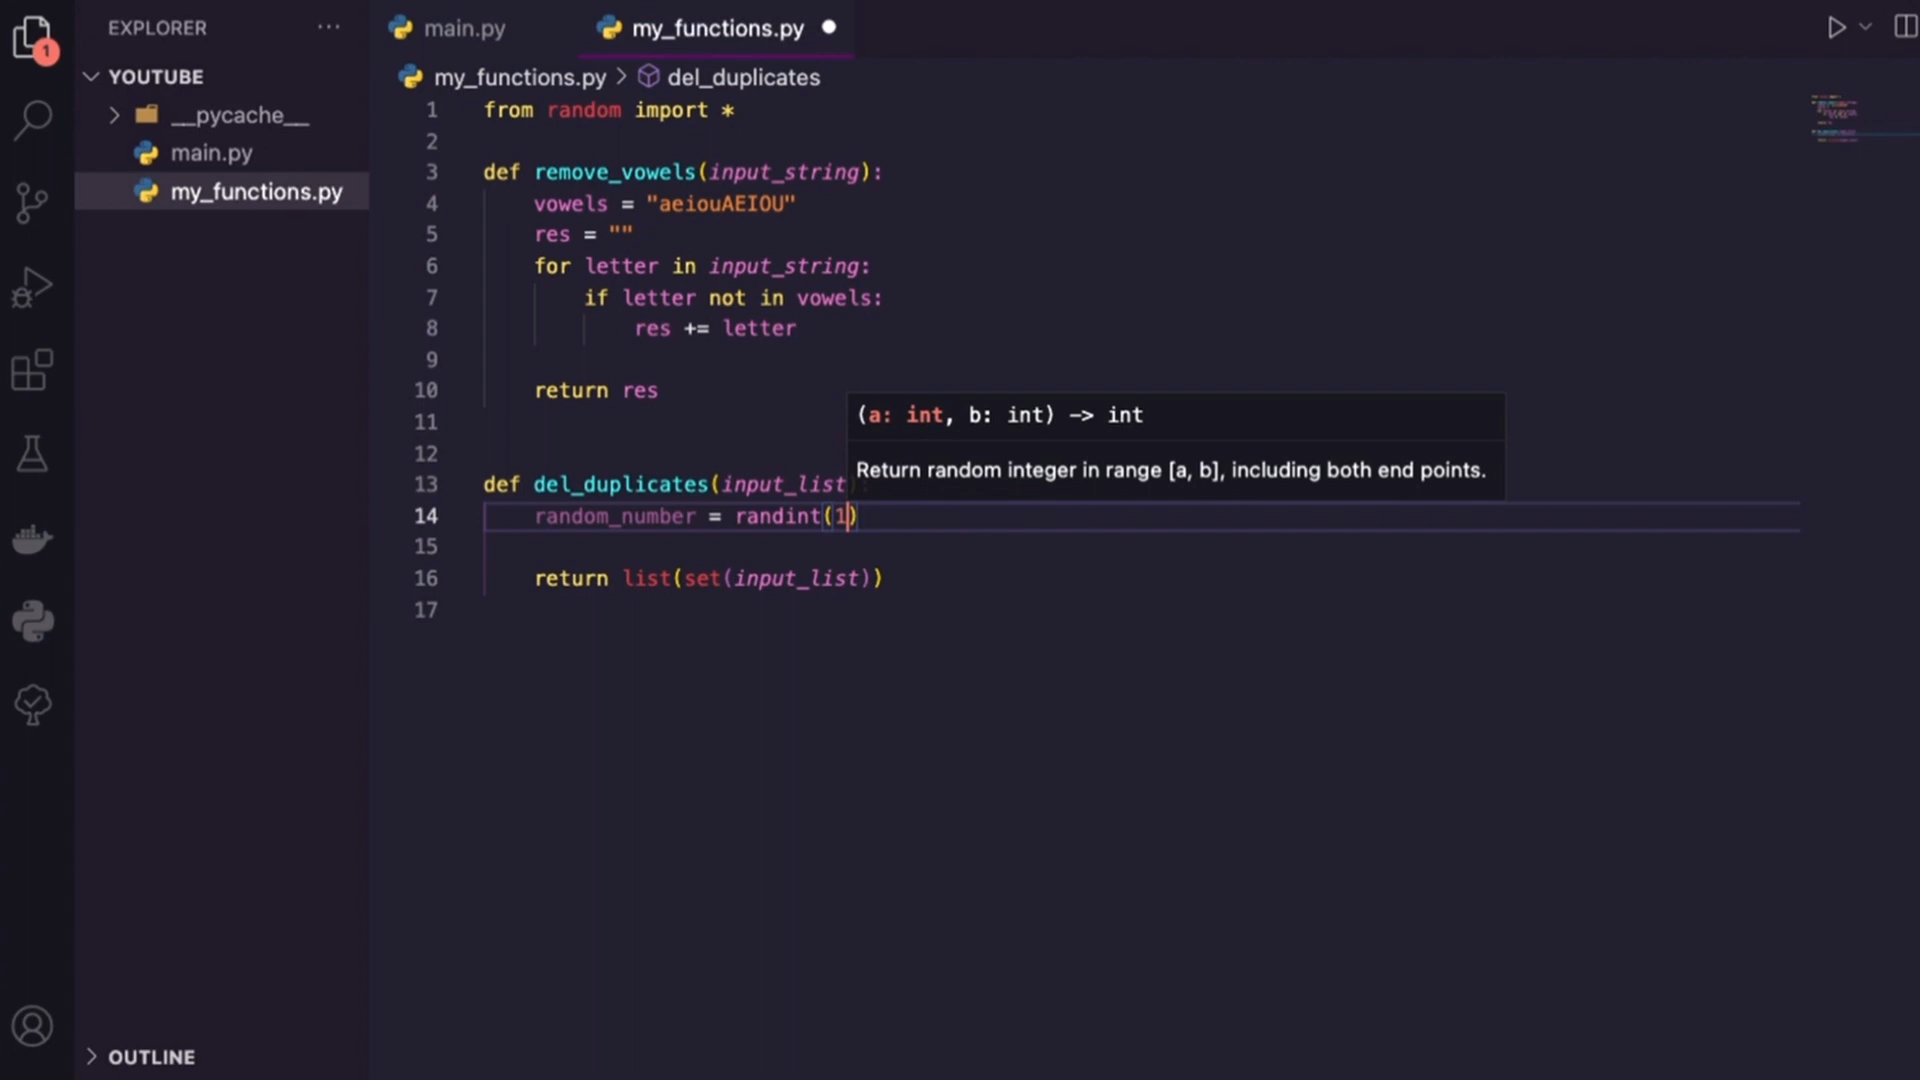 EXPLORER ...
main.py
my_functions.py
1
YOUTUBE
__pycache__
main.py
my_functions.py
my_functions.py > del_duplicates
1 from random import *
2
3 def remove_vowels(input_string):
4 vowels = "aeiouAEIOU"
5 res = ""
6 for letter in input_string:
7 if letter not in vowels:
8 res += letter
9
10 return res
11
12
(a: int, b: int) -> int
Return random integer in range [a, b], including both end points.
13 def del_duplicates(input_list):
14 random_number = randint(1)
15
16 return list(set(input_list))
17
OUTLINE